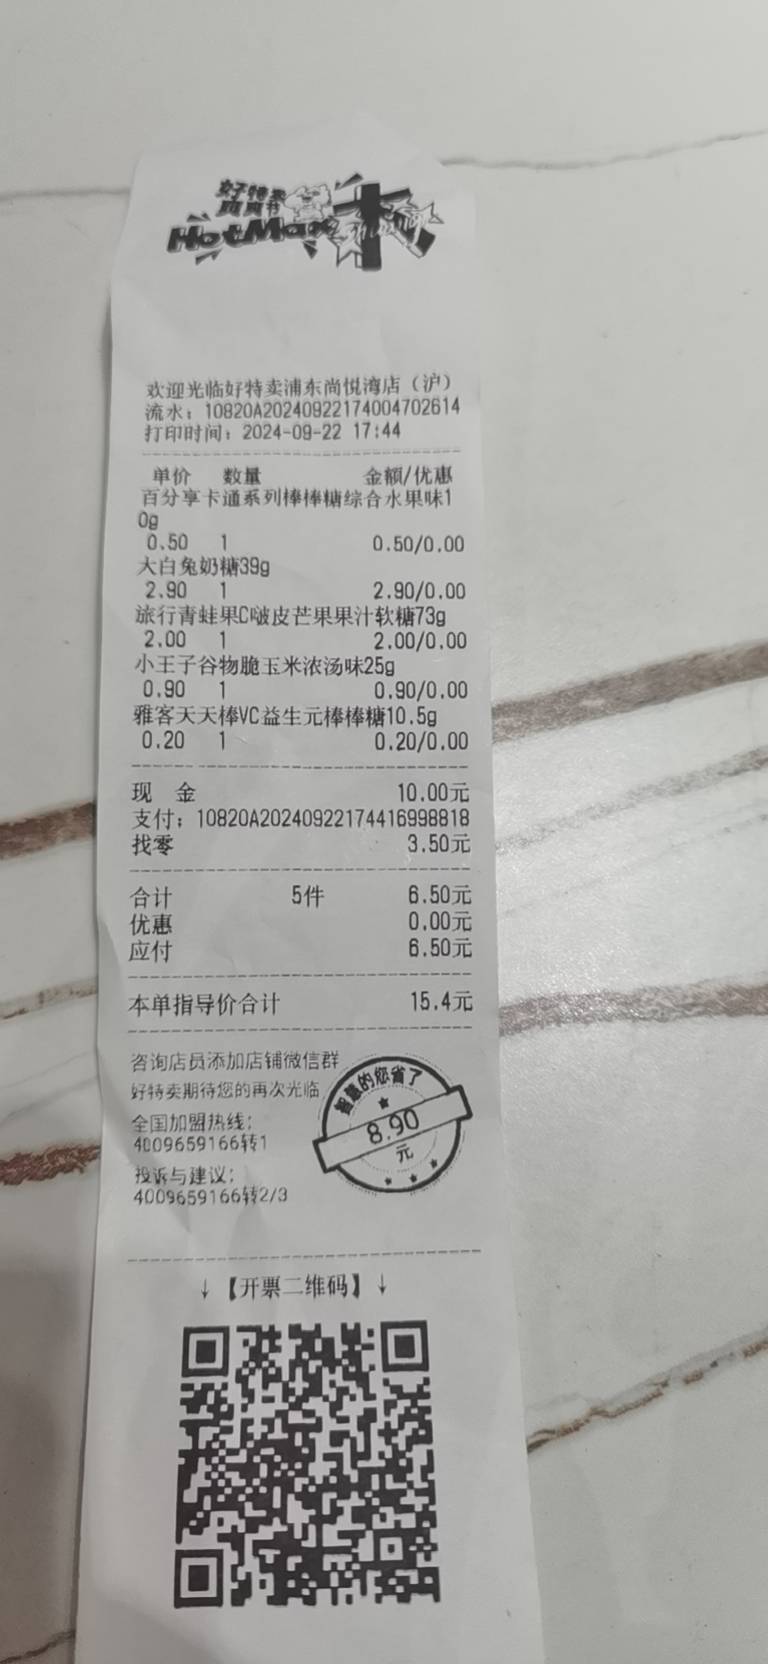 好特卖
HotMaxx
欢迎光临好特卖浦东尚悦湾店（沪）
流水：10820A20240922174004702614
打印时间：2024-09-22 17:44
单价 数量 金额/优惠
百分享卡通系列棒棒糖综合水果味1
0g
0.50 1 0.50/0.00
大白兔奶糖39g
2.90 1 2.90/0.00
旅行青蛙果C啵皮芒果果汁软糖73g
2.00 1 2.00/0.00
小王子谷物脆玉米浓汤味25g
0.90 1 0.90/0.00
雅客天天棒VC益生元棒棒糖10.5g
0.20 1 0.20/0.00
现 金 10.00元
支付：10820A20240922174416998818
找零 3.50元
合计 5件 6.50元
优惠 0.00元
应付 6.50元
本单指导价合计 15.4元
咨询店员添加店铺微信群
好特卖期待您的再次光临
全国加盟热线：
4009659166转1
投诉与建议：
4009659166转2/3
智慧的您省了
8.90
元
↓【开票二维码】↓